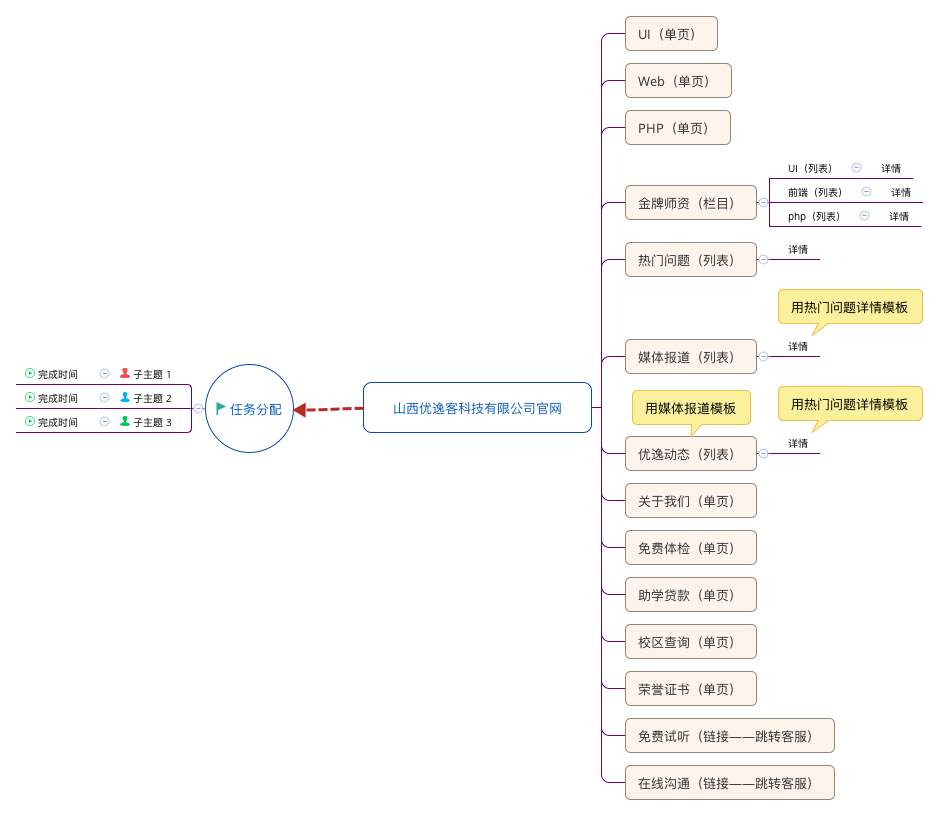 UI（单页）
Web（单页）
PHP（单页）
金牌师资（栏目）
UI（列表）
详情
前端（列表）
详情
php（列表）
详情
热门问题（列表）
详情
用热门问题详情模板
媒体报道（列表）
详情
用媒体报道模板
用热门问题详情模板
优逸动态（列表）
详情
关于我们（单页）
免费体检（单页）
助学贷款（单页）
校区查询（单页）
荣誉证书（单页）
免费试听（链接——跳转客服）
在线沟通（链接——跳转客服）
山西优逸客科技有限公司官网
任务分配
子主题 1
完成时间
子主题 2
完成时间
子主题 3
完成时间